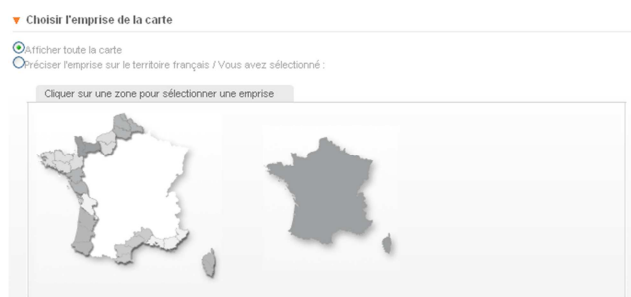 Choisir l'emprise de la carte
Afficher toute la carte
Préciser l'emprise sur le territoire français / Vous avez sélectionné :
Cliquer sur une zone pour sélectionner une emprise